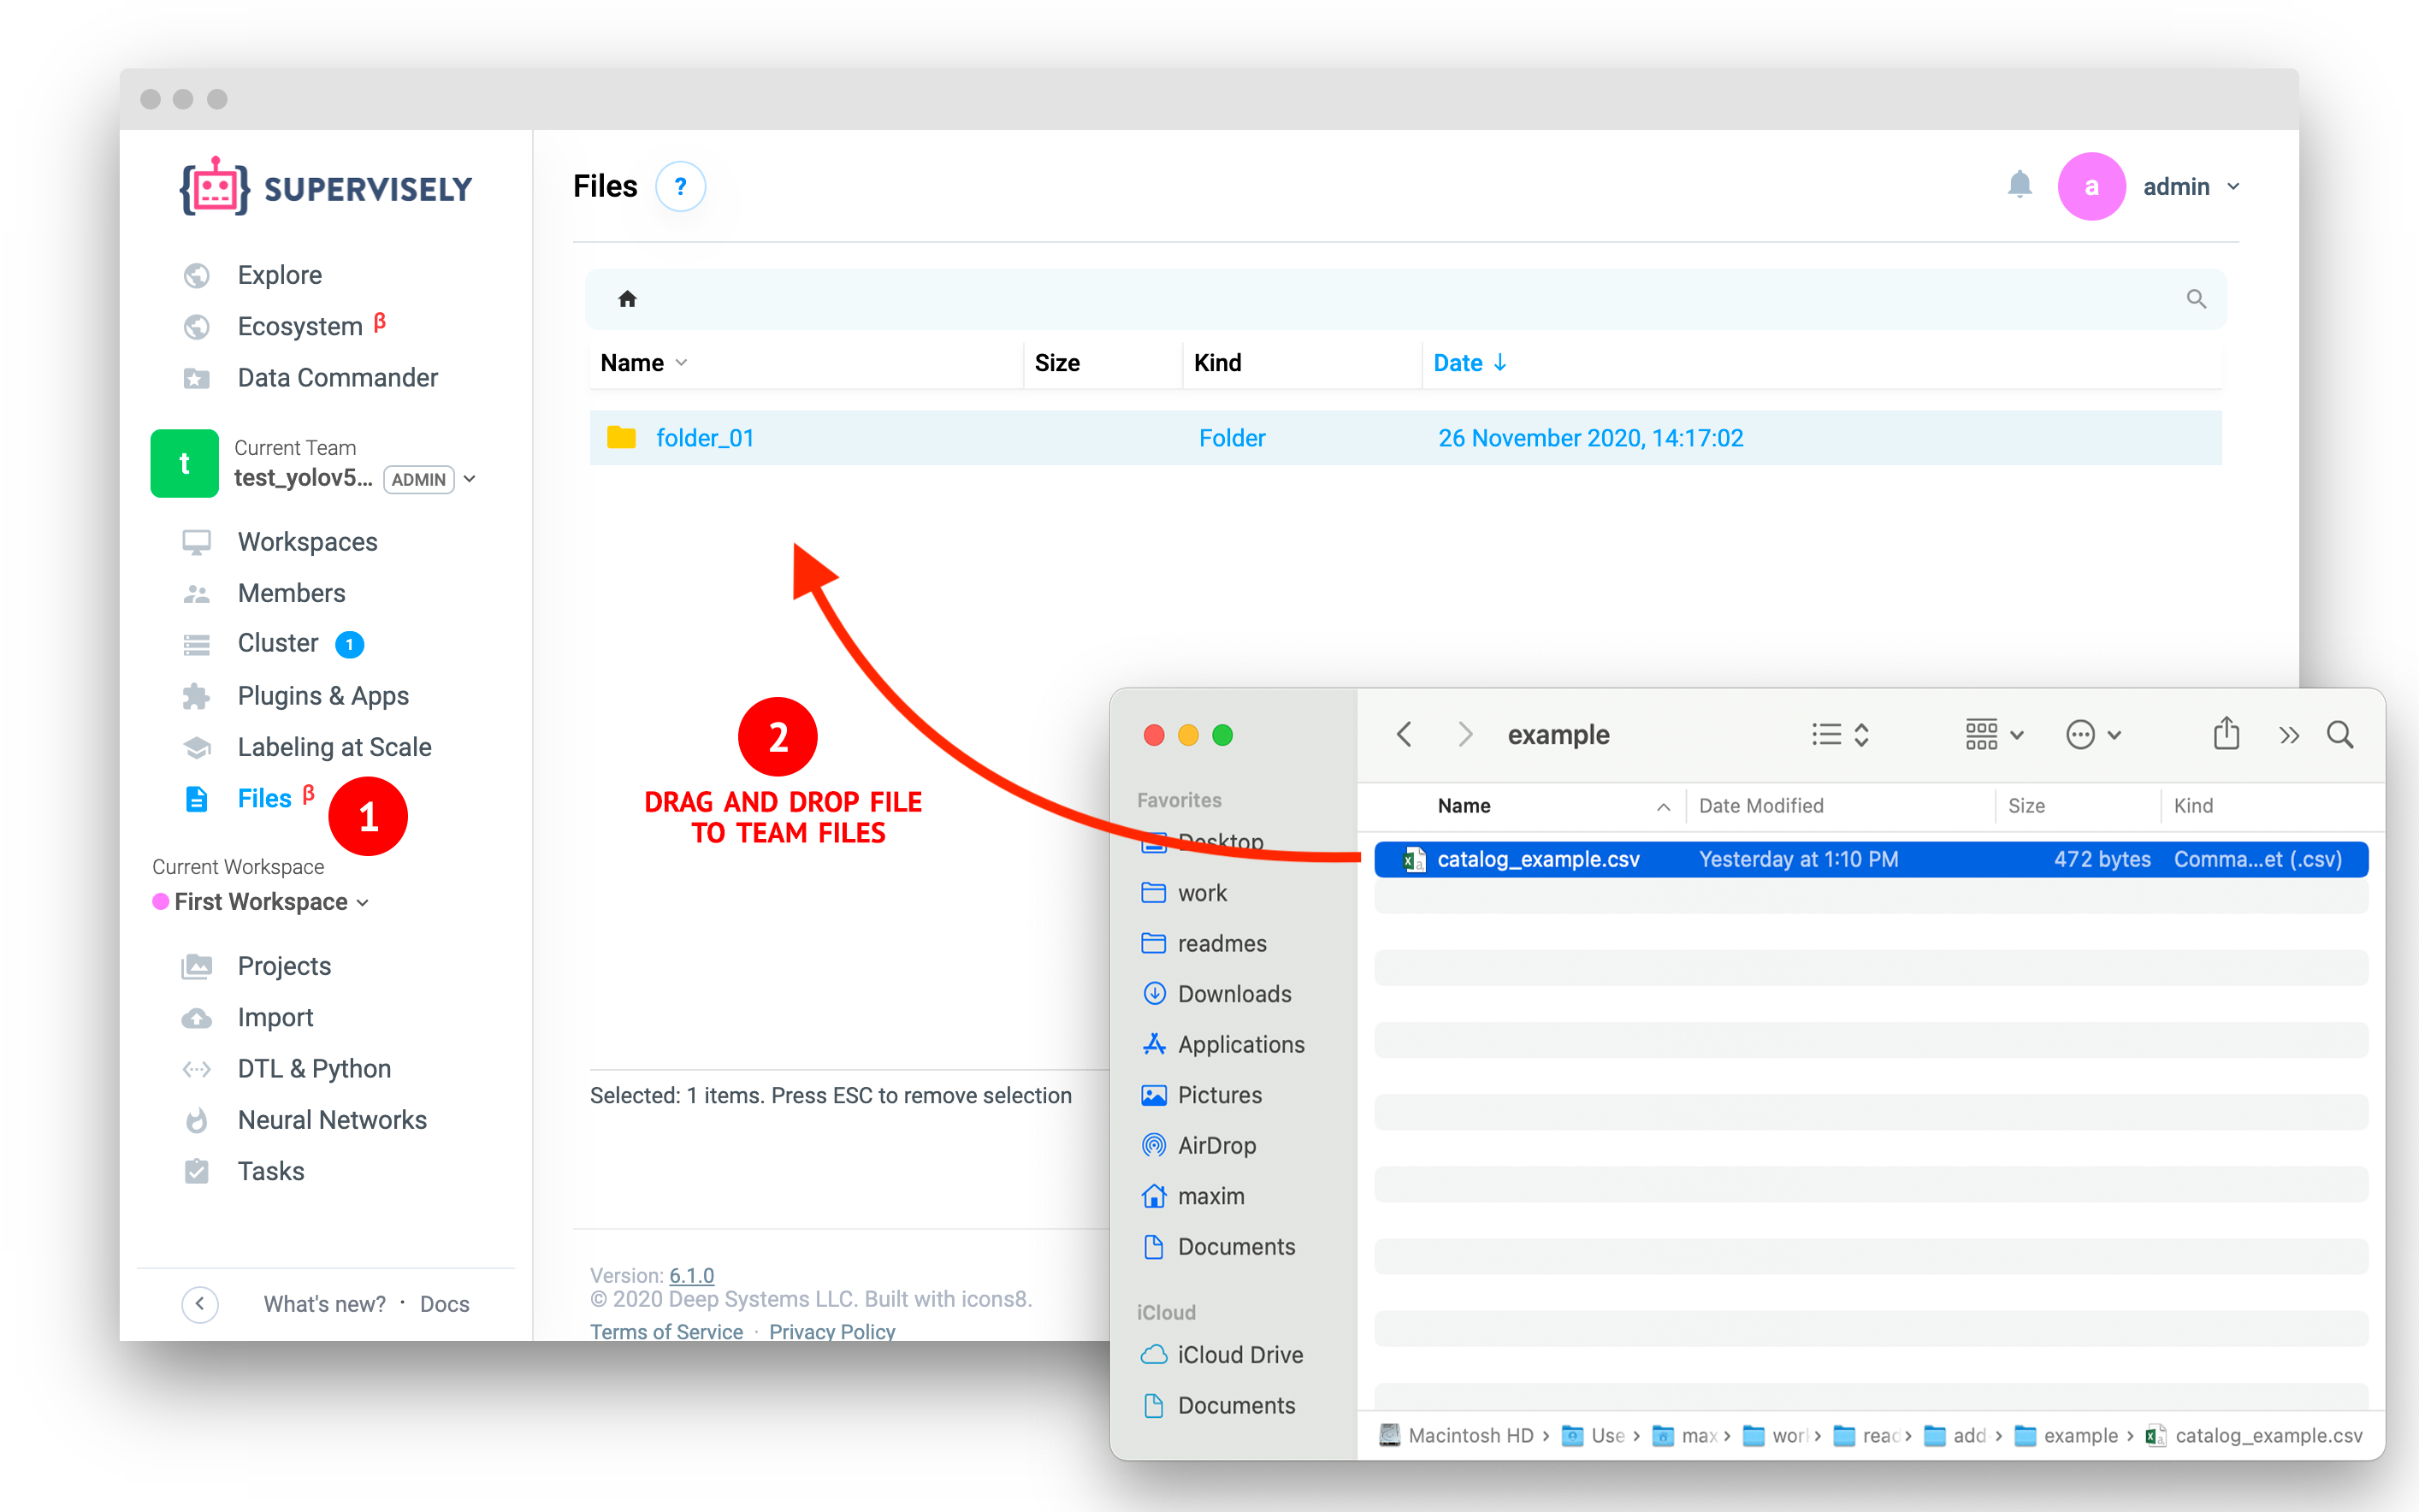 SUPERVISELY
Explore
Ecosystem β
Data Commander
t
Current Team
test_yolov5... ADMIN
Workspaces
Members
Cluster 1
Plugins & Apps
Labeling at Scale
Files β 1
Current Workspace
First Workspace
Projects
Import
DTL & Python
Neural Networks
Tasks
What's new? · Docs
Files ?
a admin
Name Size Kind Date
folder_01 Folder 26 November 2020, 14:17:02
2
DRAG AND DROP FILE
TO TEAM FILES
Selected: 1 items. Press ESC to remove selection
Version: 6.1.0
© 2020 Deep Systems LLC. Built with icons8.
Terms of Service · Privacy Policy
example
Favorites
Desktop
work
readmes
Downloads
Applications
Pictures
AirDrop
maxim
Documents
iCloud
iCloud Drive
Documents
Name Date Modified Size Kind
catalog_example.csv Yesterday at 1:10 PM 472 bytes Comma...et (.csv)
Macintosh HD › Use › max › worl › read › add › example › catalog_example.csv